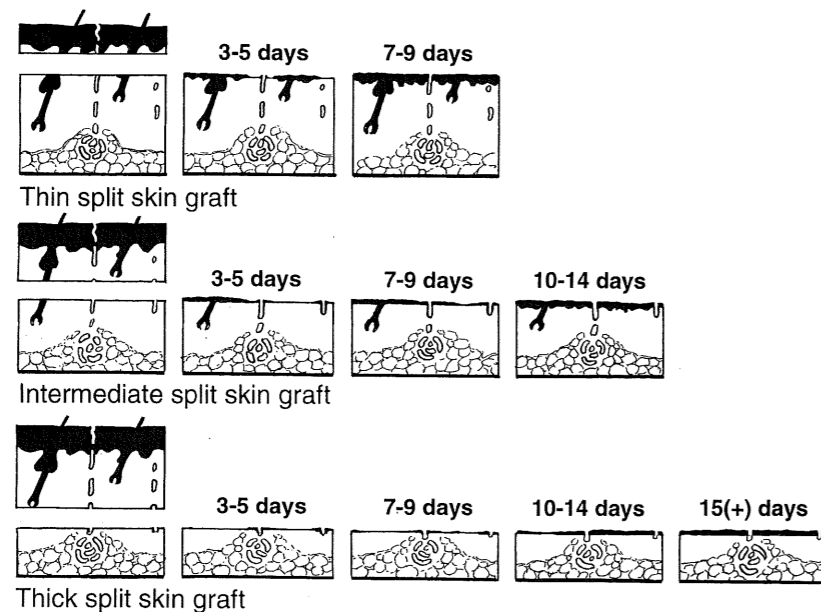 3-5 days 7-9 days
Thin split skin graft
3-5 days 7-9 days 10-14 days
Intermediate split skin graft
3-5 days 7-9 days 10-14 days 15(+) days
Thick split skin graft